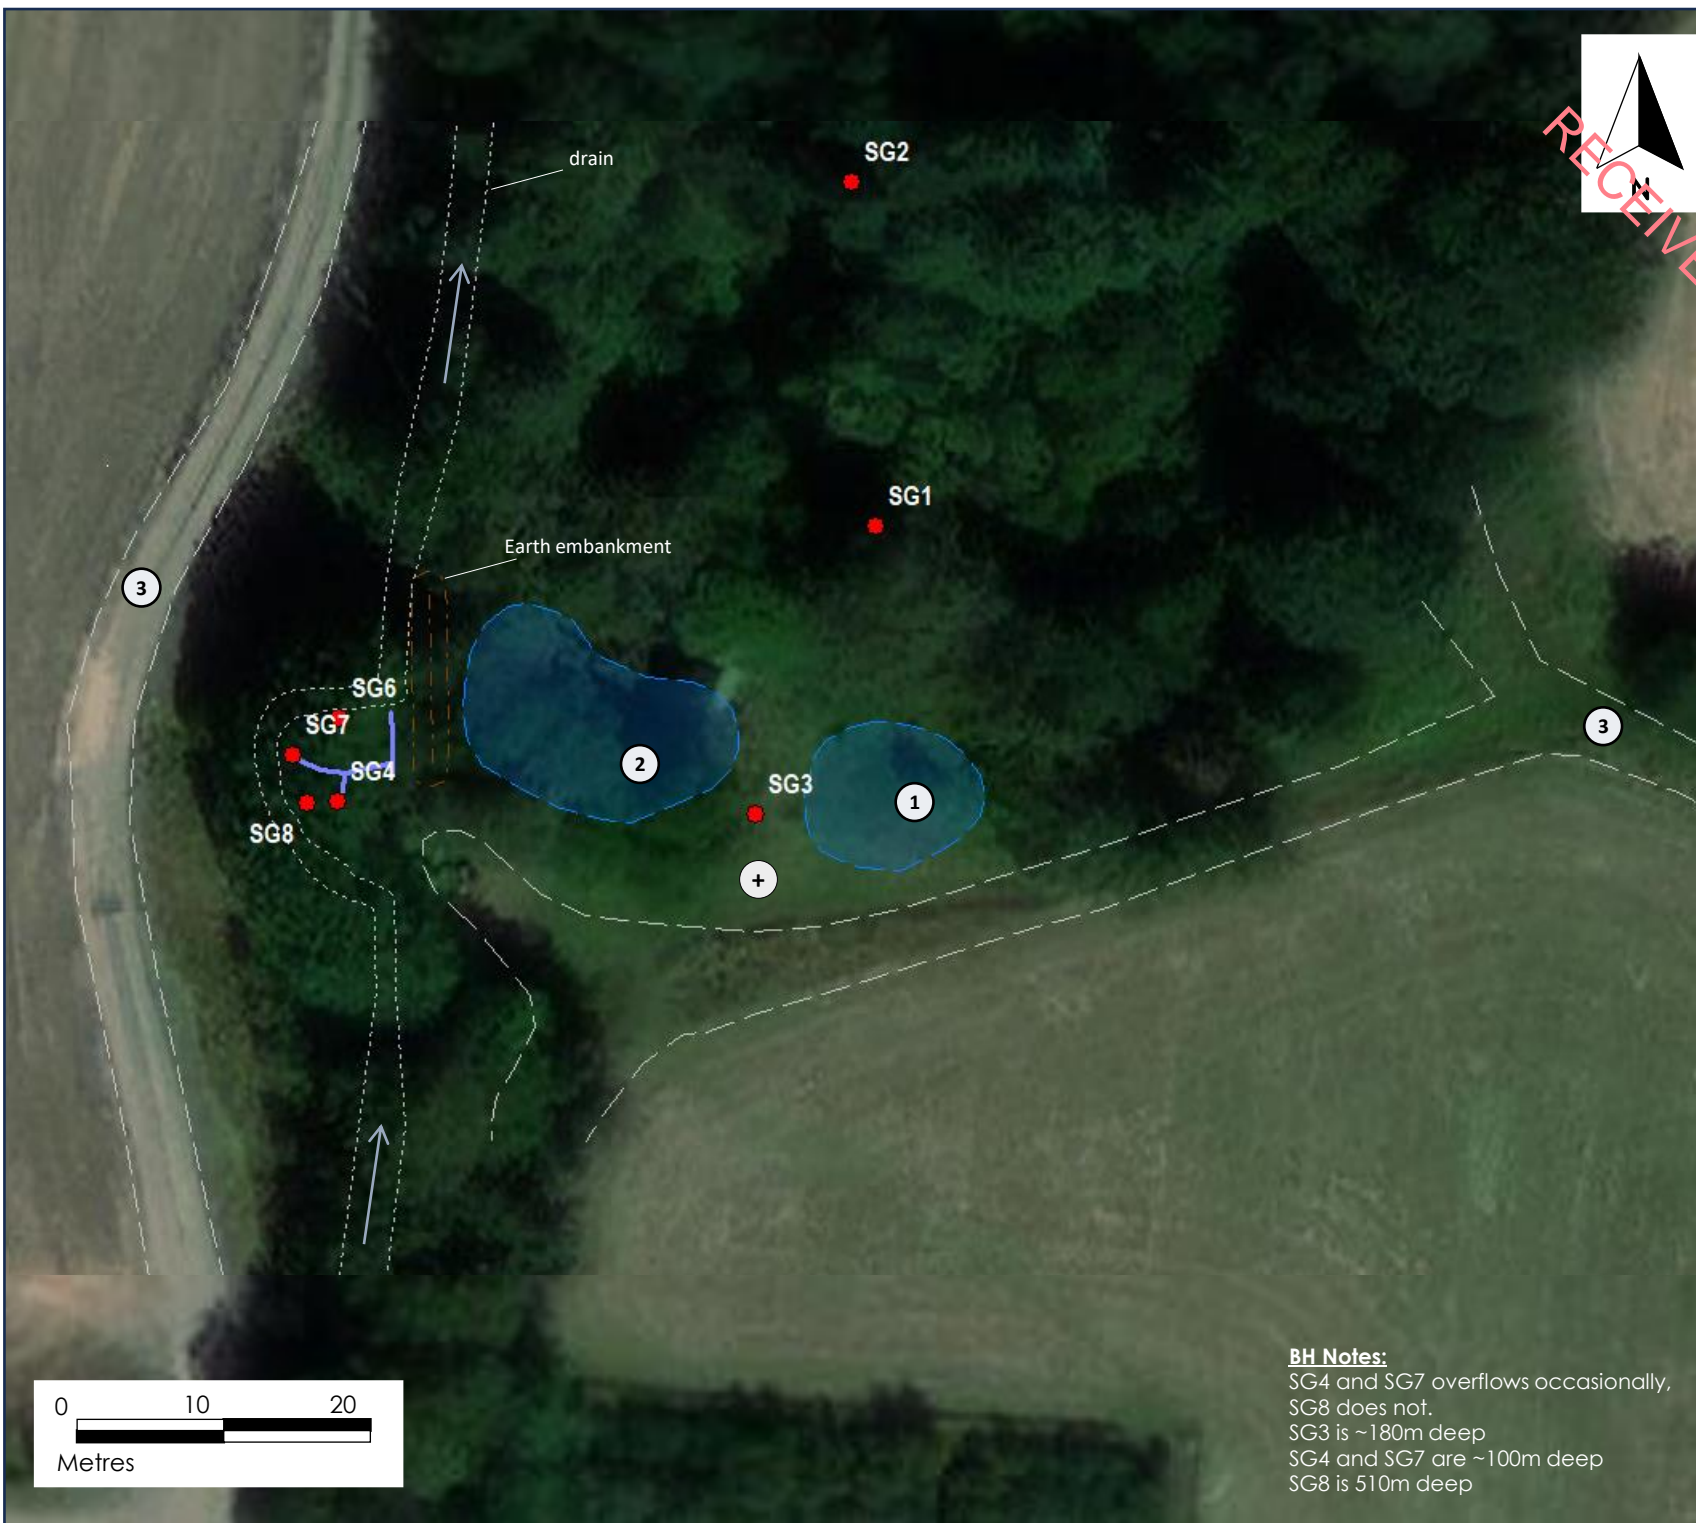 SG2
drain
N
RECEIVE
SG1
Earth embankment
3
SG6
SG7
3
2
SG4
SG3
1
SG8
+
0 10 20
Metres
BH Notes:
SG4 and SG7 overflows occasionally,
SG8 does not.
SG3 is ~180m deep
SG4 and SG7 are ~100m deep
SG8 is 510m deep